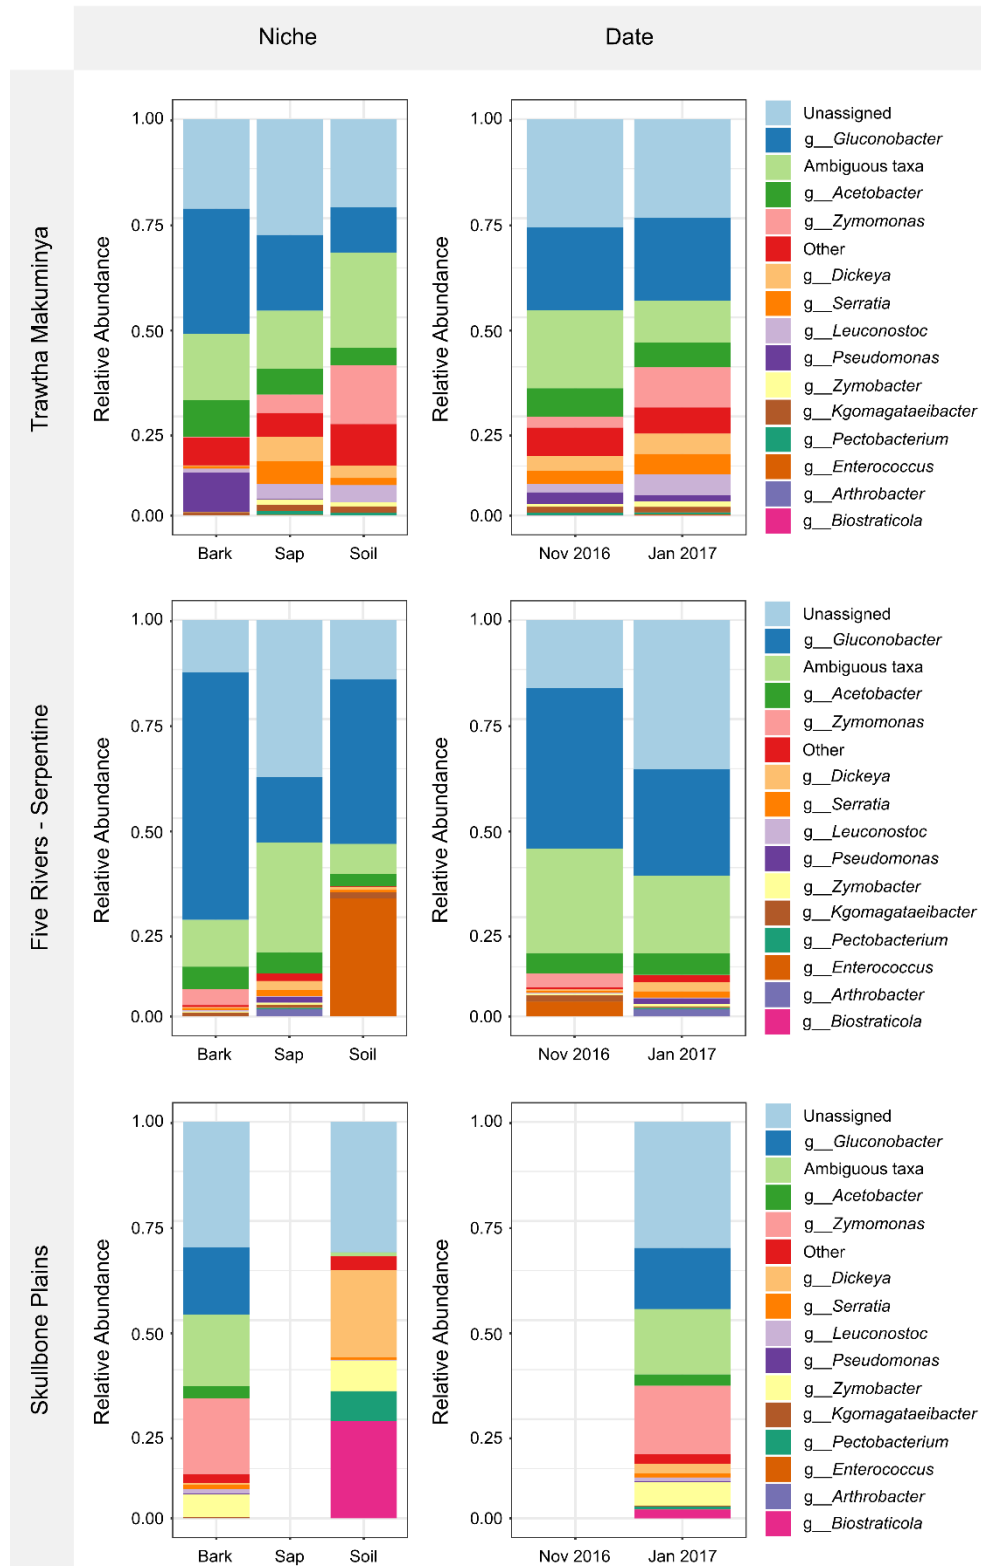 Niche
Date
Trawtha Makuminya
Relative Abundance
1.00
0.75
0.50
0.25
0.00
Bark
Sap
Soil
Relative Abundance
1.00
0.75
0.50
0.25
0.00
Nov 2016
Jan 2017
Unassigned
g__Gluconobacter
Ambiguous taxa
g__Acetobacter
g__Zymomonas
Other
g__Dickeya
g__Serratia
g__Leuconostoc
g__Pseudomonas
g__Zymobacter
g__Kgomagataeibacter
g__Pectobacterium
g__Enterococcus
g__Arthrobacter
g__Biostraticola
Five Rivers - Serpentine
Relative Abundance
1.00
0.75
0.50
0.25
0.00
Bark
Sap
Soil
Relative Abundance
1.00
0.75
0.50
0.25
0.00
Nov 2016
Jan 2017
Unassigned
g__Gluconobacter
Ambiguous taxa
g__Acetobacter
g__Zymomonas
Other
g__Dickeya
g__Serratia
g__Leuconostoc
g__Pseudomonas
g__Zymobacter
g__Kgomagataeibacter
g__Pectobacterium
g__Enterococcus
g__Arthrobacter
g__Biostraticola
Skullbone Plains
Relative Abundance
1.00
0.75
0.50
0.25
0.00
Bark
Sap
Soil
Relative Abundance
1.00
0.75
0.50
0.25
0.00
Nov 2016
Jan 2017
Unassigned
g__Gluconobacter
Ambiguous taxa
g__Acetobacter
g__Zymomonas
Other
g__Dickeya
g__Serratia
g__Leuconostoc
g__Pseudomonas
g__Zymobacter
g__Kgomagataeibacter
g__Pectobacterium
g__Enterococcus
g__Arthrobacter
g__Biostraticola